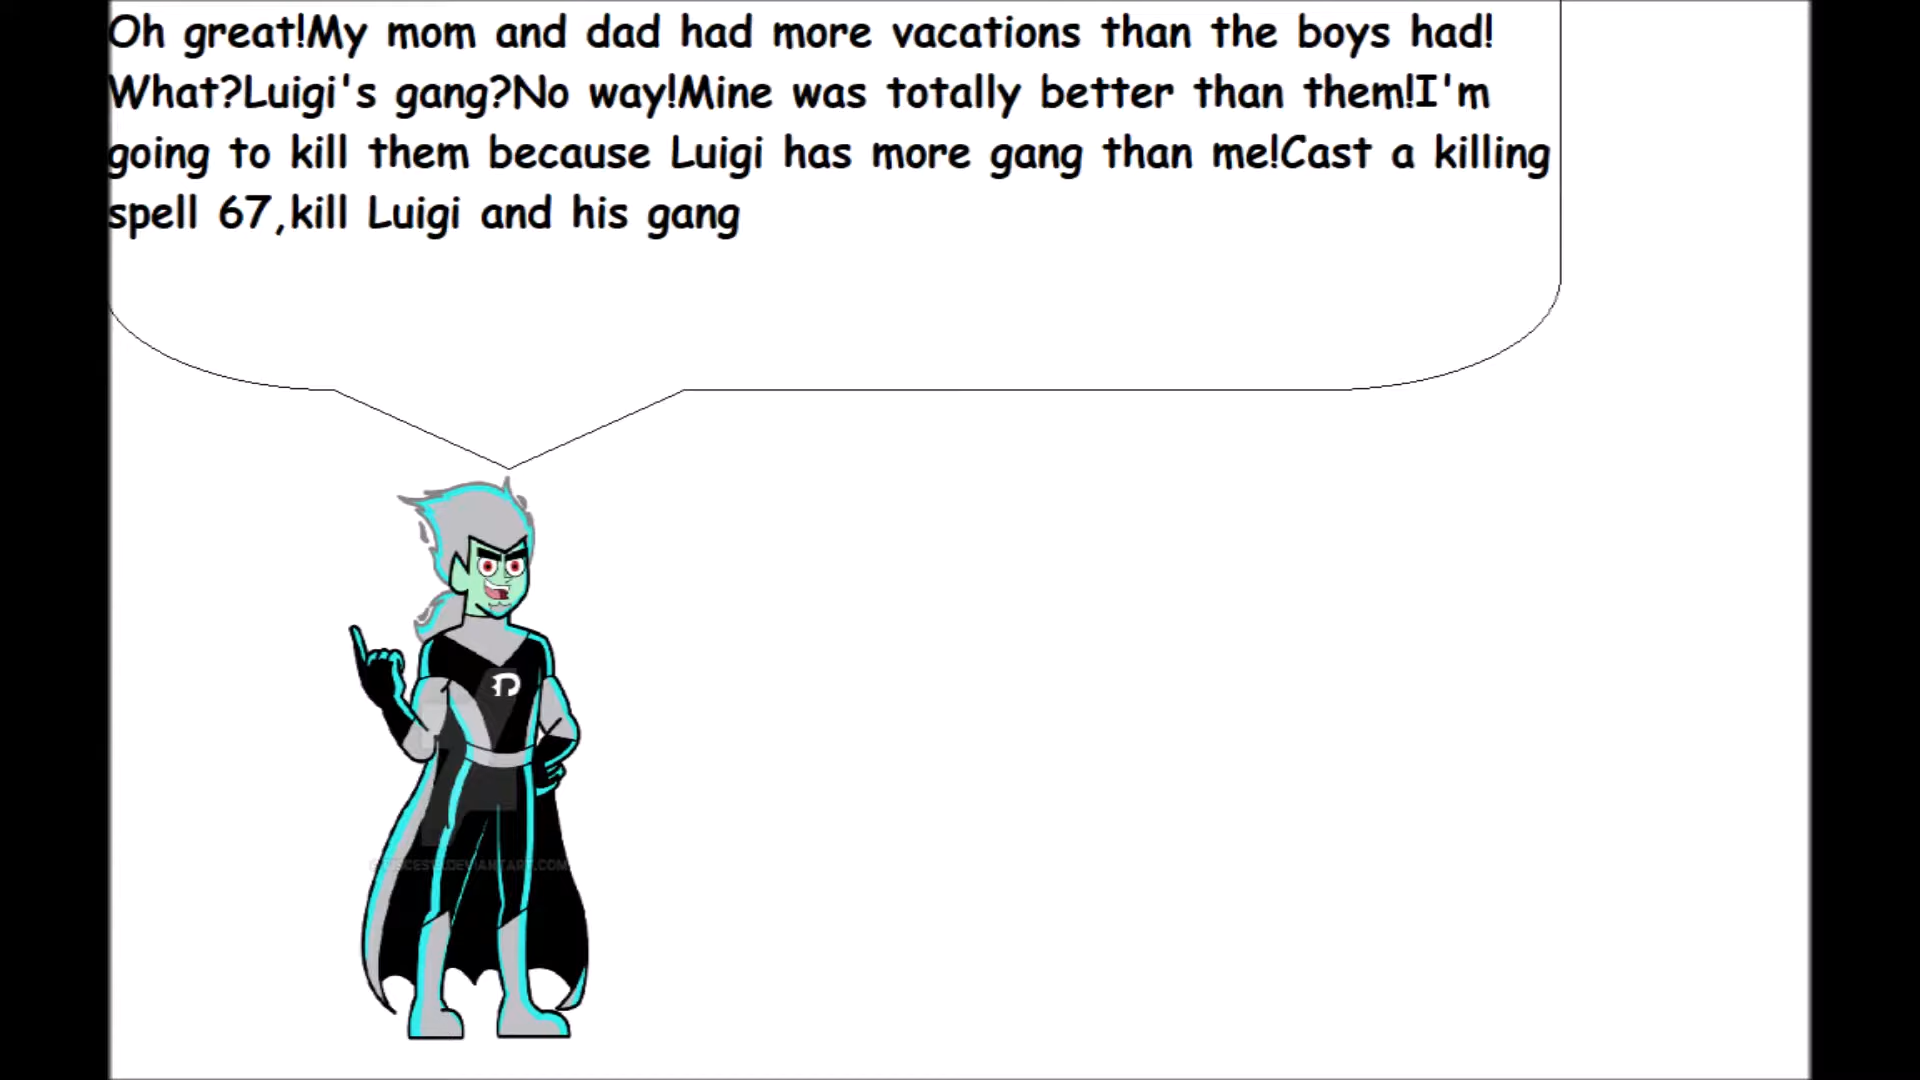 Oh great!My mom and dad had more vacations than the boys had!
What?Luigi's gang?No way!Mine was totally better than them!I'm
going to kill them because Luigi has more gang than me!Cast a killing
spell 67,kill Luigi and his gang
D